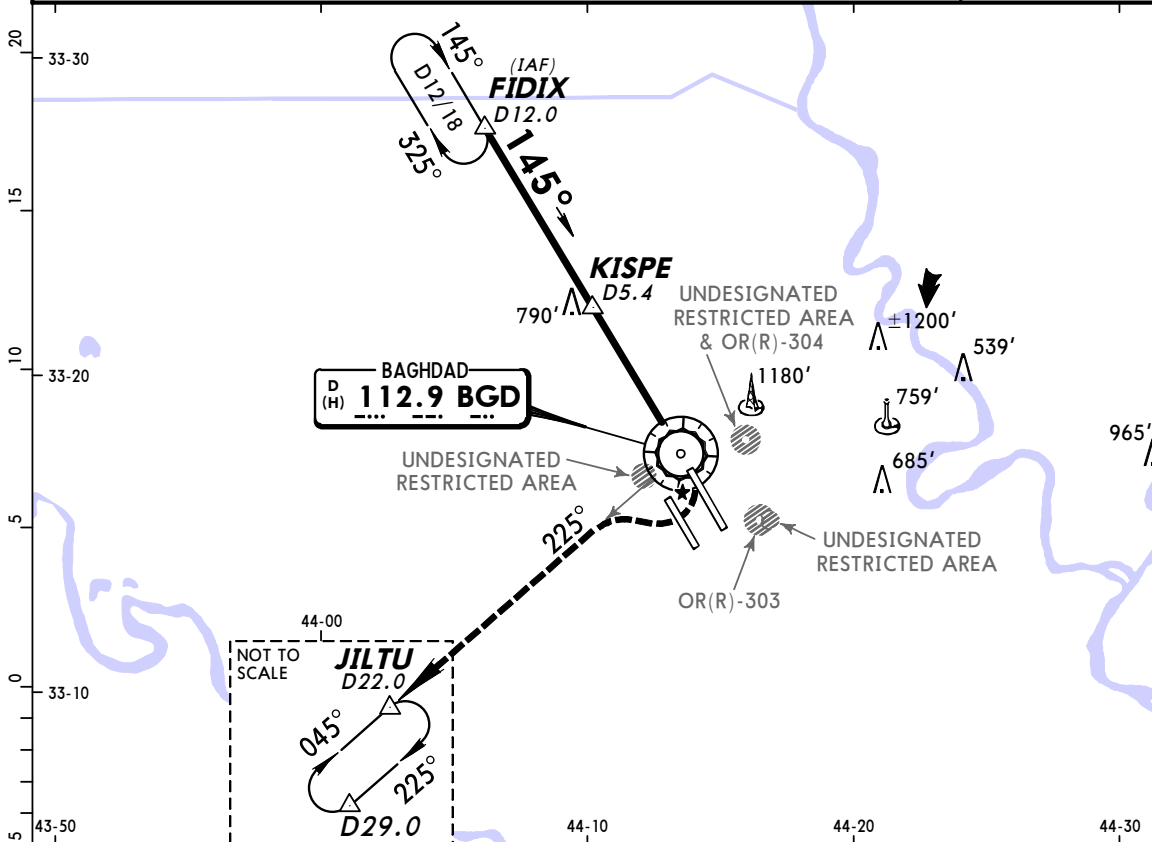 20
33-30
145°
D12/18
325°
(IAF)
FIDIX
D12.0
145°
15
KISPE
D5.4
790'
UNDESIGNATED
RESTRICTED AREA
& OR(R)-304
±1200'
539'
10
33-20
1180'
759'
BAGHDAD
D
(H)
112.9 BGD
965'
685'
UNDESIGNATED
RESTRICTED AREA
5
225°
UNDESIGNATED
RESTRICTED AREA
OR(R)-303
44-00
NOT TO
SCALE
JILTU
D22.0
0
33-10
045°
225°
D29.0
5
43-50
44-10
44-20
44-30